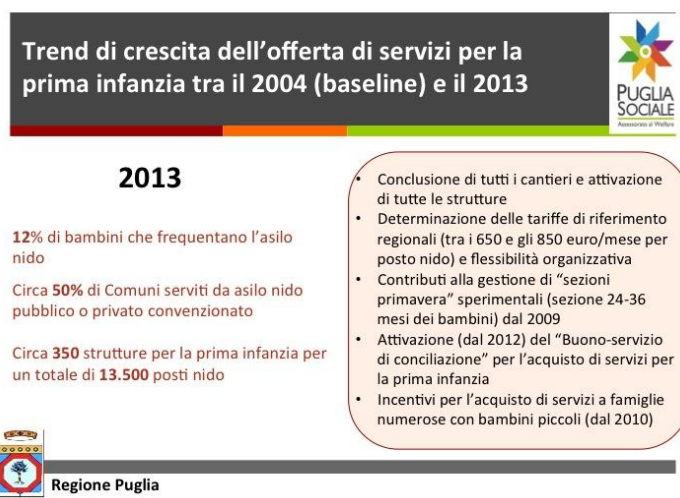 Trend di crescita dell’offerta di servizi per la
prima infanzia tra il 2004 (baseline) e il 2013
PUGLIA
SOCIALE
Assessorato al Welfare
2013
12% di bambini che frequentano l’asilo
nido
Circa 50% di Comuni serviti da asilo nido
pubblico o privato convenzionato
Circa 350 strutture per la prima infanzia per
un totale di 13.500 posti nido
• Conclusione di tutti i cantieri e attivazione
di tutte le strutture
• Determinazione delle tariffe di riferimento
regionali (tra i 650 e gli 850 euro/mese per
posto nido) e flessibilità organizzativa
• Contributi alla gestione di “sezioni
primavera” sperimentali (sezione 24-36
mesi dei bambini) dal 2009
• Attivazione (dal 2012) del “Buono-servizio
di conciliazione” per l’acquisto di servizi per
la prima infanzia
• Incentivi per l’acquisto di servizi a famiglie
numerose con bambini piccoli (dal 2010)
Regione Puglia